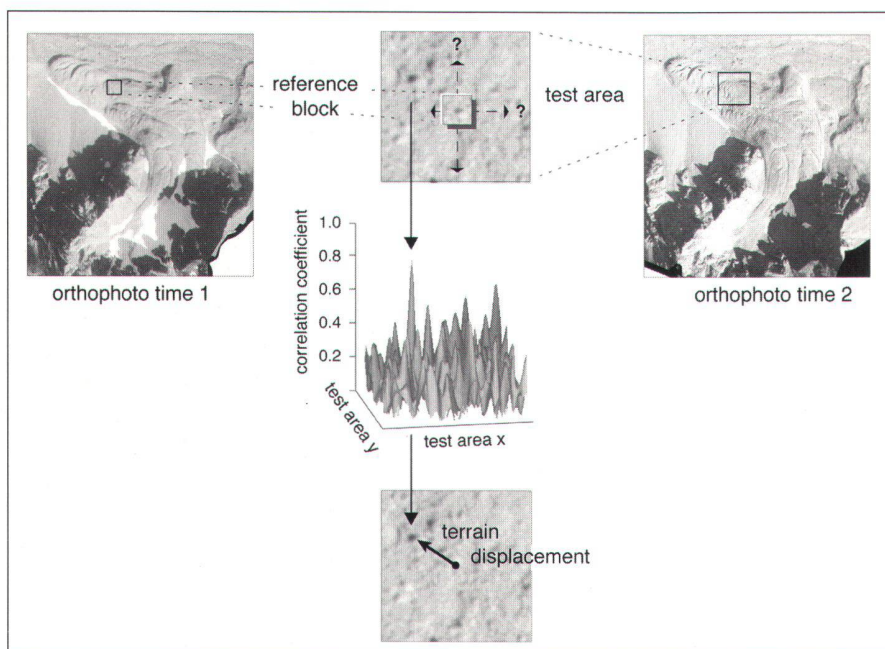 ?
?
reference
block
test area
orthophoto time 1
orthophoto time 2
correlation coefficient
1.0
0.8
0.6
0.4
0.2
test area y
test area x
terrain
displacement